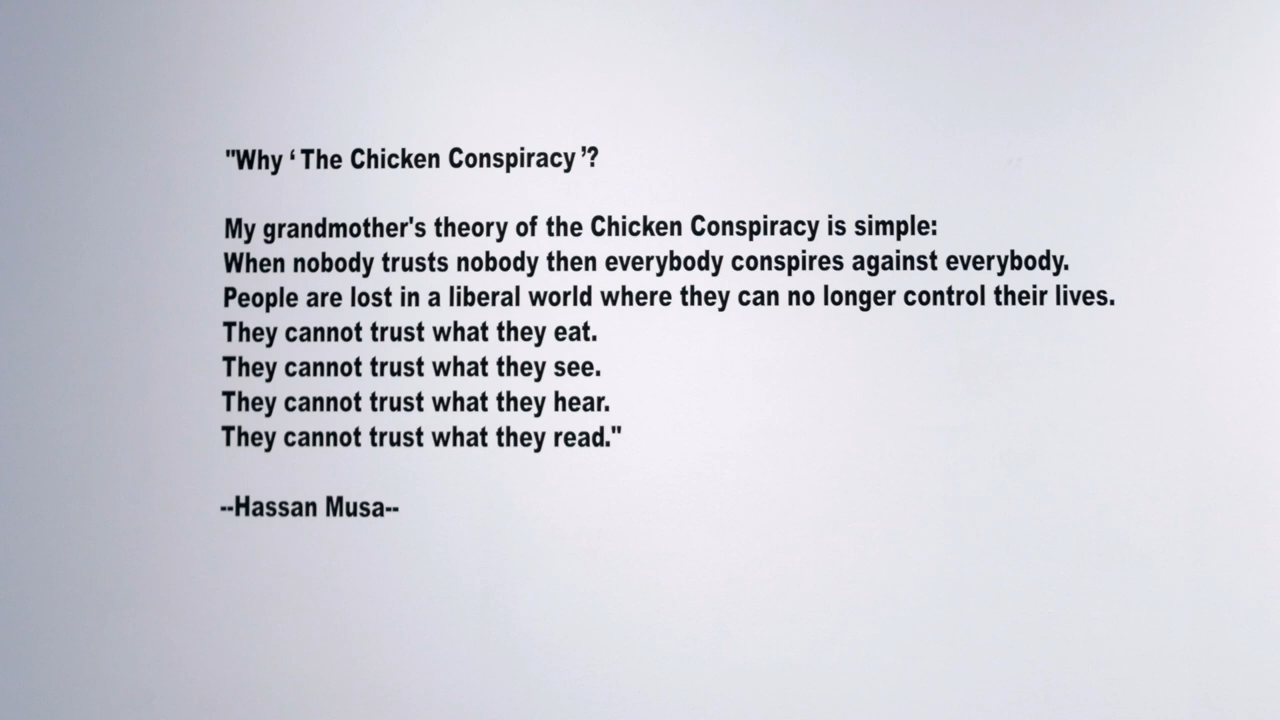 "Why ‘The Chicken Conspiracy’?
My grandmother's theory of the Chicken Conspiracy is simple:
When nobody trusts nobody then everybody conspires against everybody.
People are lost in a liberal world where they can no longer control their lives.
They cannot trust what they eat.
They cannot trust what they see.
They cannot trust what they hear.
They cannot trust what they read."
--Hassan Musa--